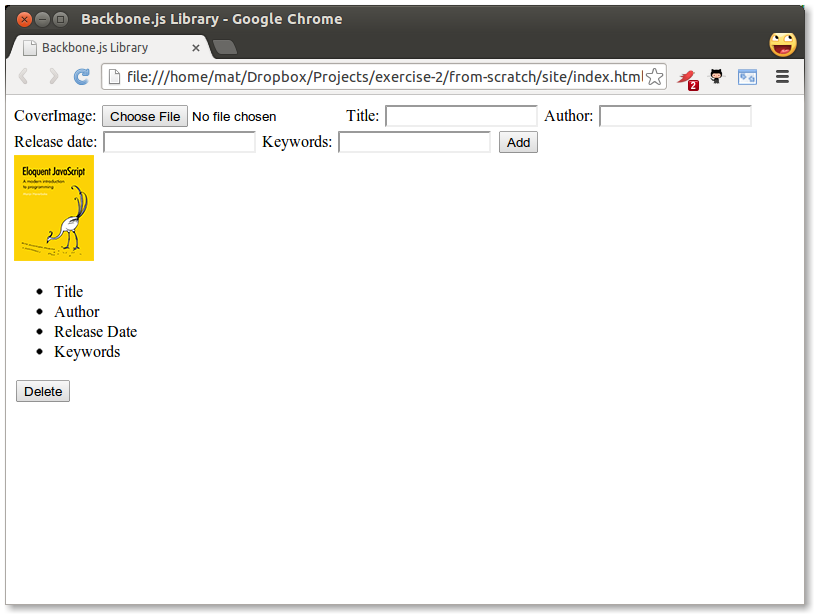 Backbone.js Library - Google Chrome
Backbone.js Library
file:///home/mat/Dropbox/Projects/exercise-2/from-scratch/site/index.html
2
CoverImage: Choose File No file chosen Title: Author:
Release date: Keywords: Add
Eloquent JavaScript
A modern introduction
to programming
Title
Author
Release Date
Keywords
Delete